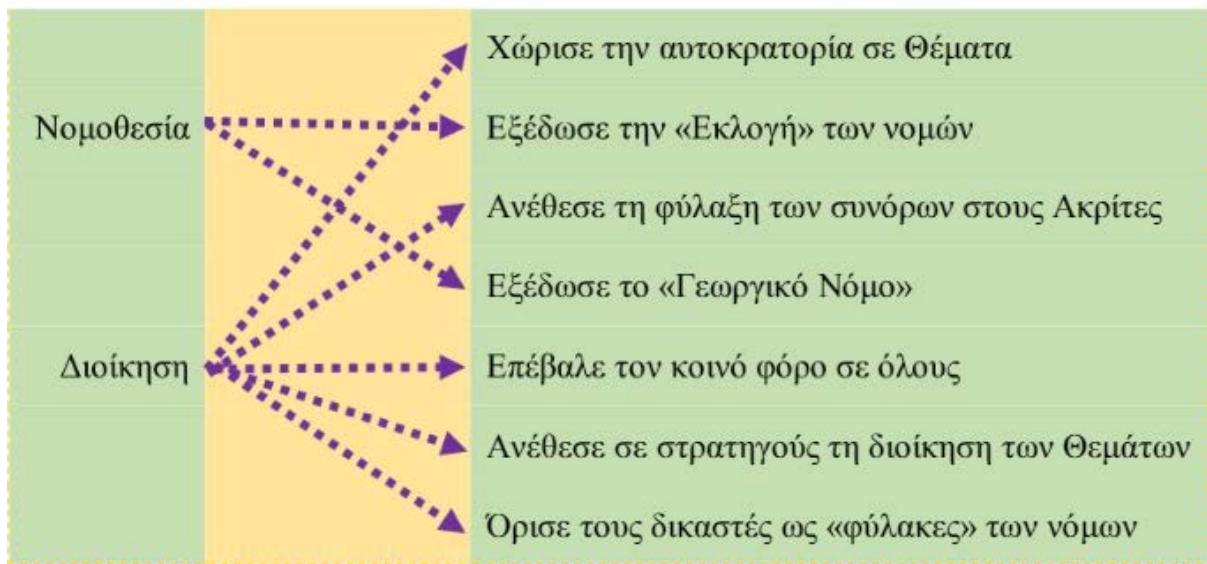 Χώρισε την αυτοκρατορία σε Θέματα
Νομοθεσία
Εξέδωσε την «Εκλογή» των νομών
Ανέθεσε τη φύλαξη των συνόρων στους Ακρίτες
Εξέδωσε το «Γεωργικό Νόμο»
Διοίκηση
Επέβαλε τον κοινό φόρο σε όλους
Ανέθεσε σε στρατηγούς τη διοίκηση των Θεμάτων
Όρισε τους δικαστές ως «φύλακες» των νόμων